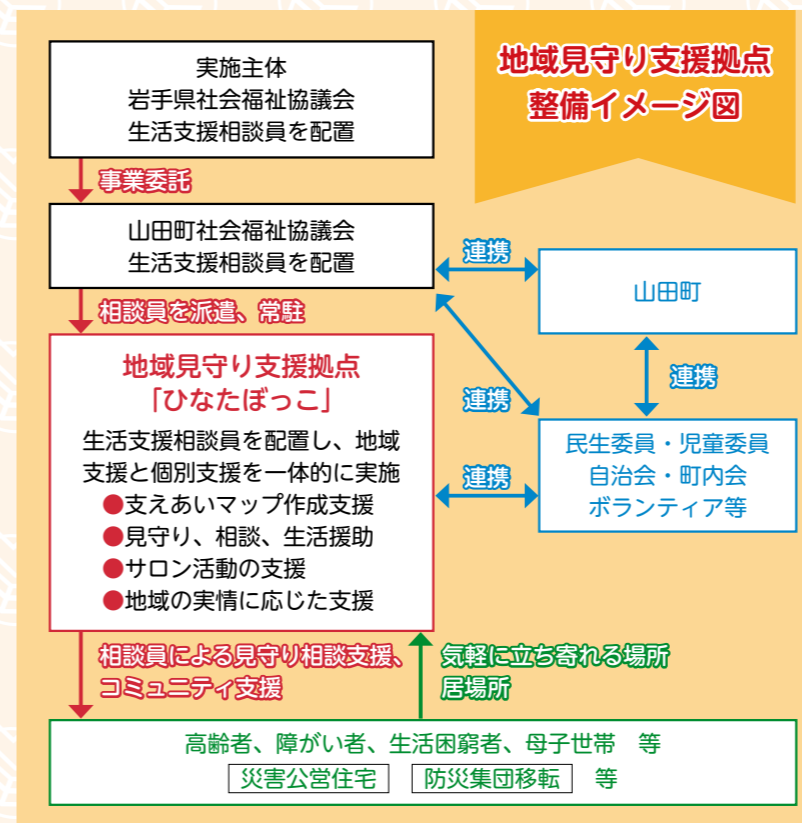 地域見守り支援拠点
整備イメージ図
実施主体
岩手県社会福祉協議会
生活支援相談員を配置
事業委託
山田町社会福祉協議会
生活支援相談員を配置
連携
山田町
相談員を派遣、常駐
連携
連携
地域見守り支援拠点
「ひなたぼっこ」
生活支援相談員を配置し、地域
支援と個別支援を一体的に実施
●支えあいマップ作成支援
●見守り、相談、生活援助
●サロン活動の支援
●地域の実情に応じた支援
連携
民生委員・児童委員
自治会・町内会
ボランティア等
相談員による見守り相談支援、
コミュニティ支援
気軽に立ち寄れる場所
居場所
高齢者、障がい者、生活困窮者、母子世帯　等
災害公営住宅　防災集団移転　等